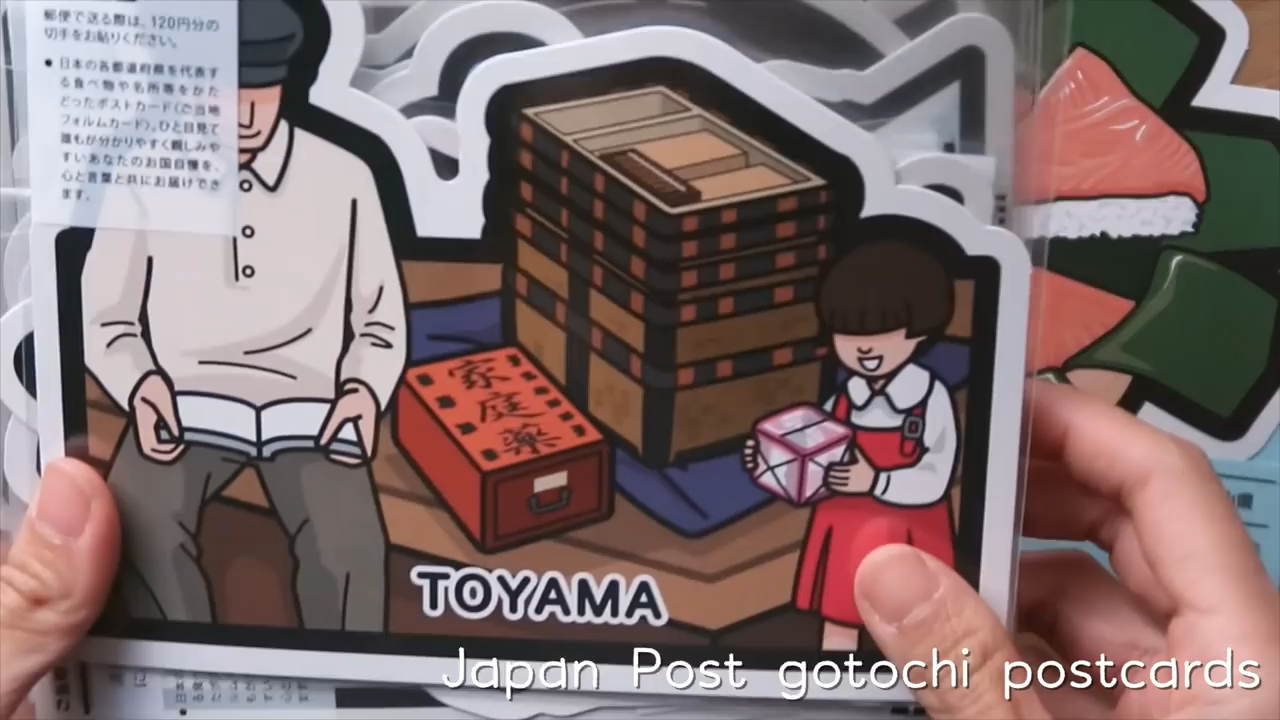 郵便で送る際は、120円分の
切手をお貼りください。
● 日本の各都道府県を代表す
る食べ物や名所等をかた
どったポストカード(ご当地
フォルムカード)。ひと目見て
誰もが分かりやすく親しみや
すいあなたのお国自慢を、
心と言葉と共にお届けでき
ます。
家
庭
薬
TOYAMA
Japan Post gotochi postcards